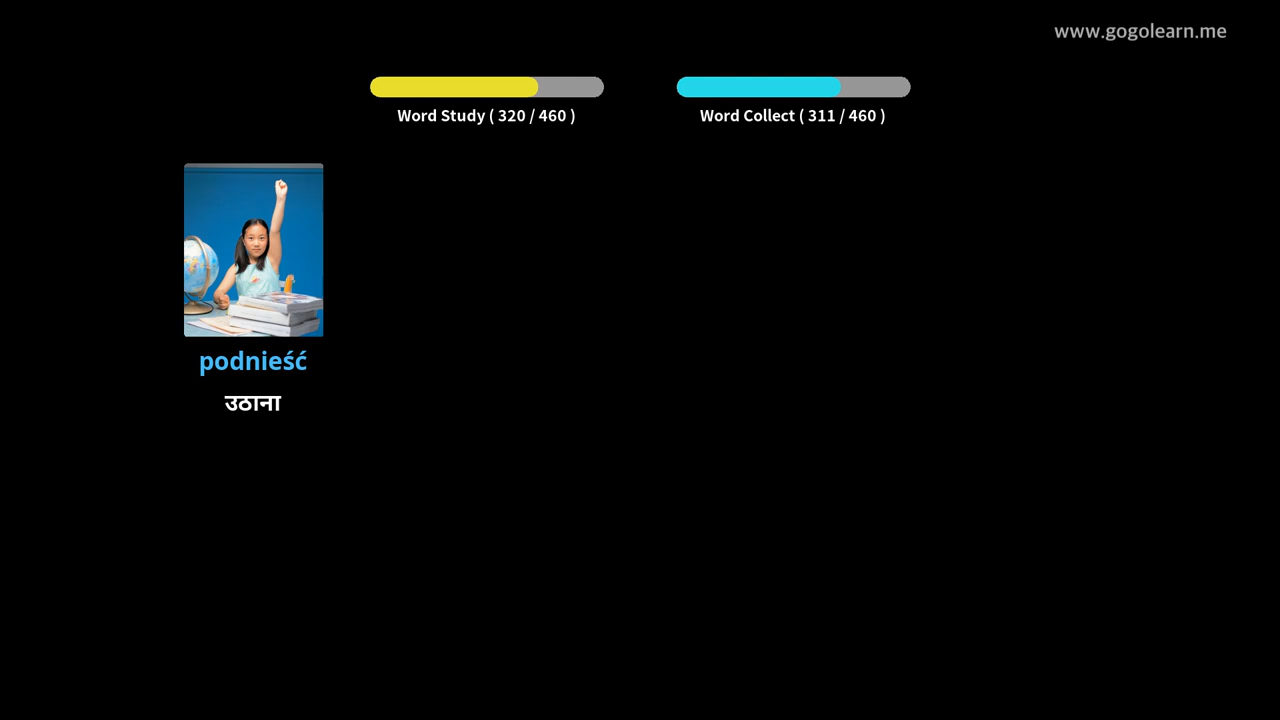 www.gogolearn.me
Word Study ( 320 / 460 )
Word Collect ( 311 / 460 )
podnieść
उठाना